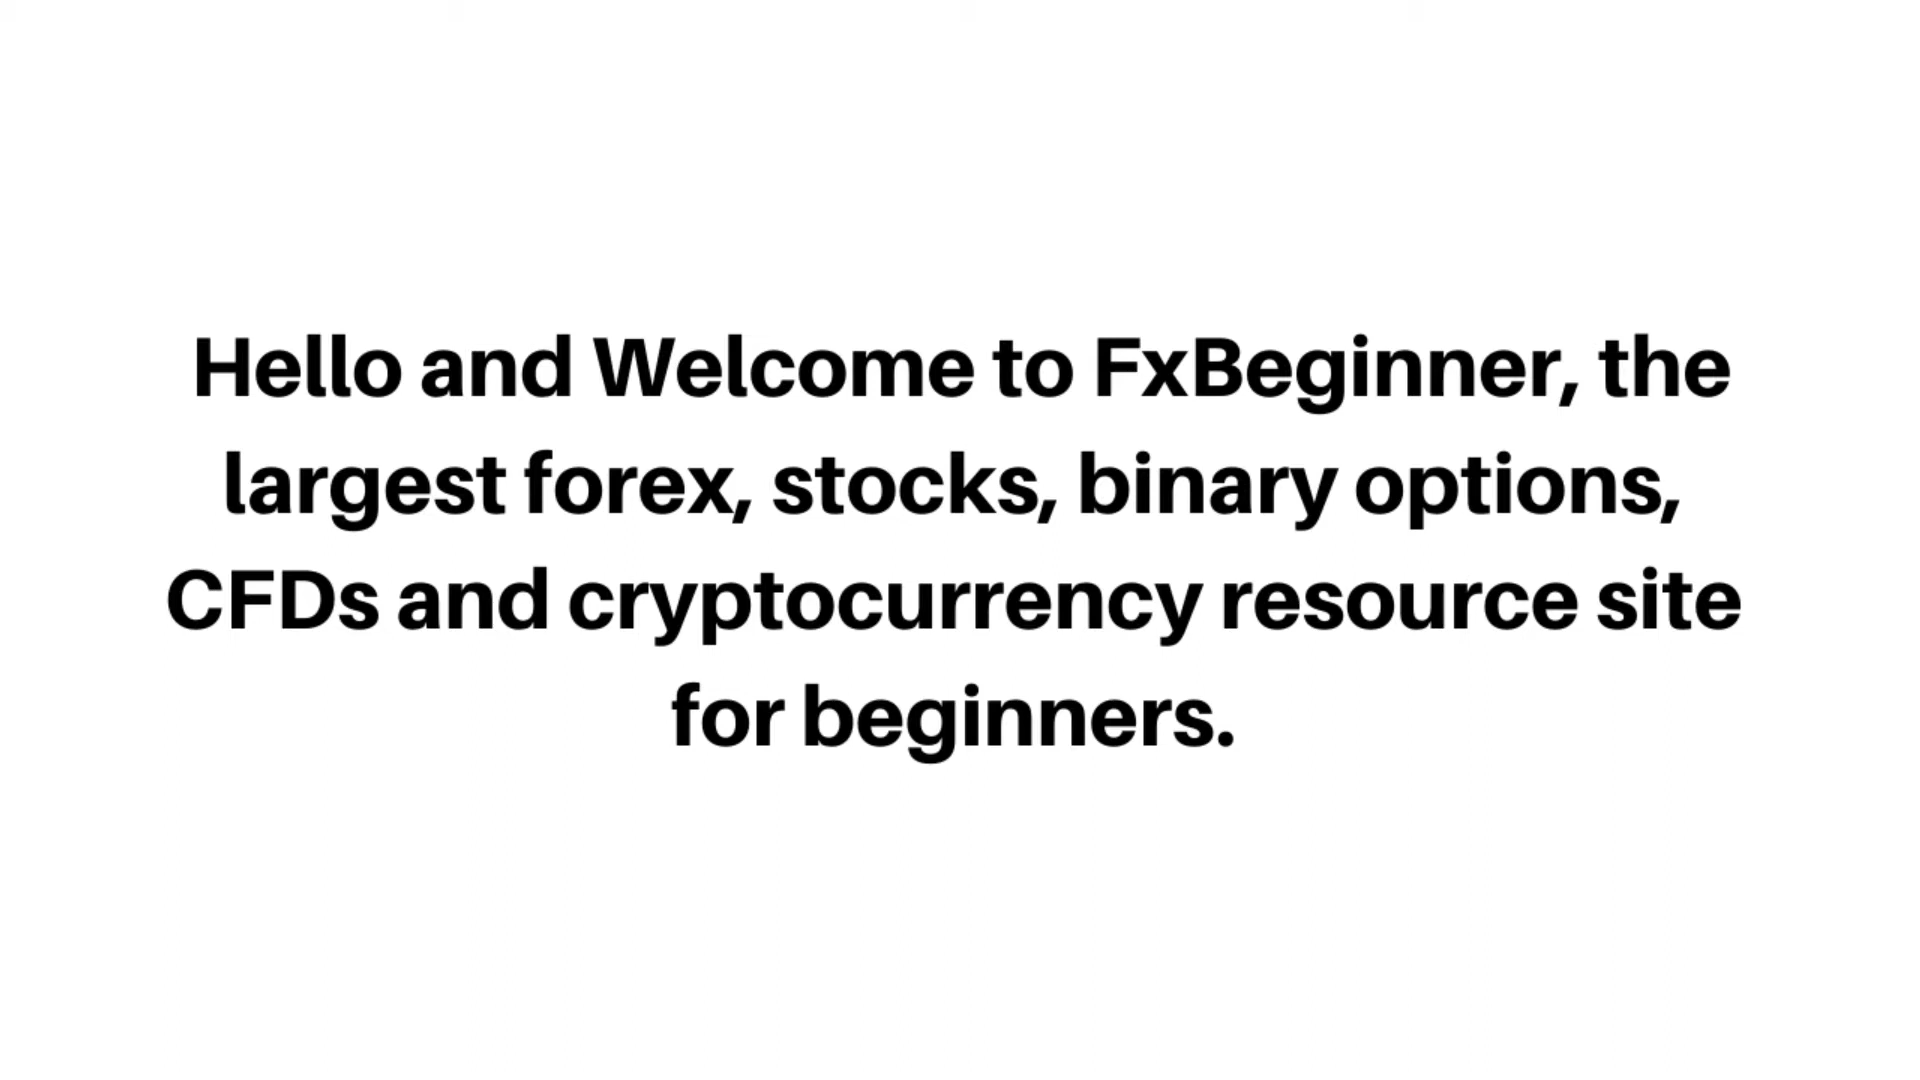 Hello and Welcome to FxBeginner, the
largest forex, stocks, binary options,
CFDs and cryptocurrency resource site
for beginners.